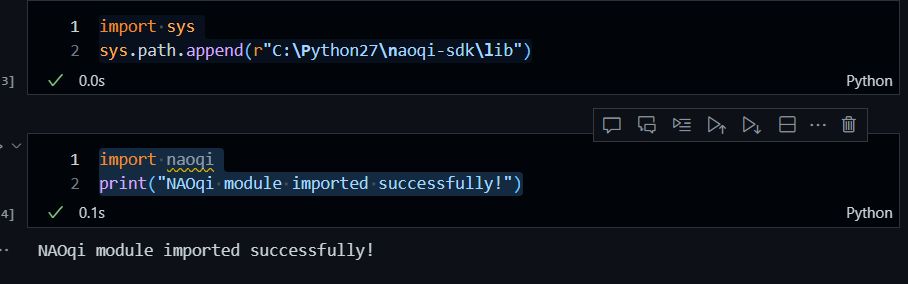 1 import sys
2 sys.path.append(r"C:\Python27\naoqi-sdk\lib")
3] 0.0s Python
1 import naoqi
2 print("NAOqi module imported successfully!")
4] 0.1s Python
NAOqi module imported successfully!